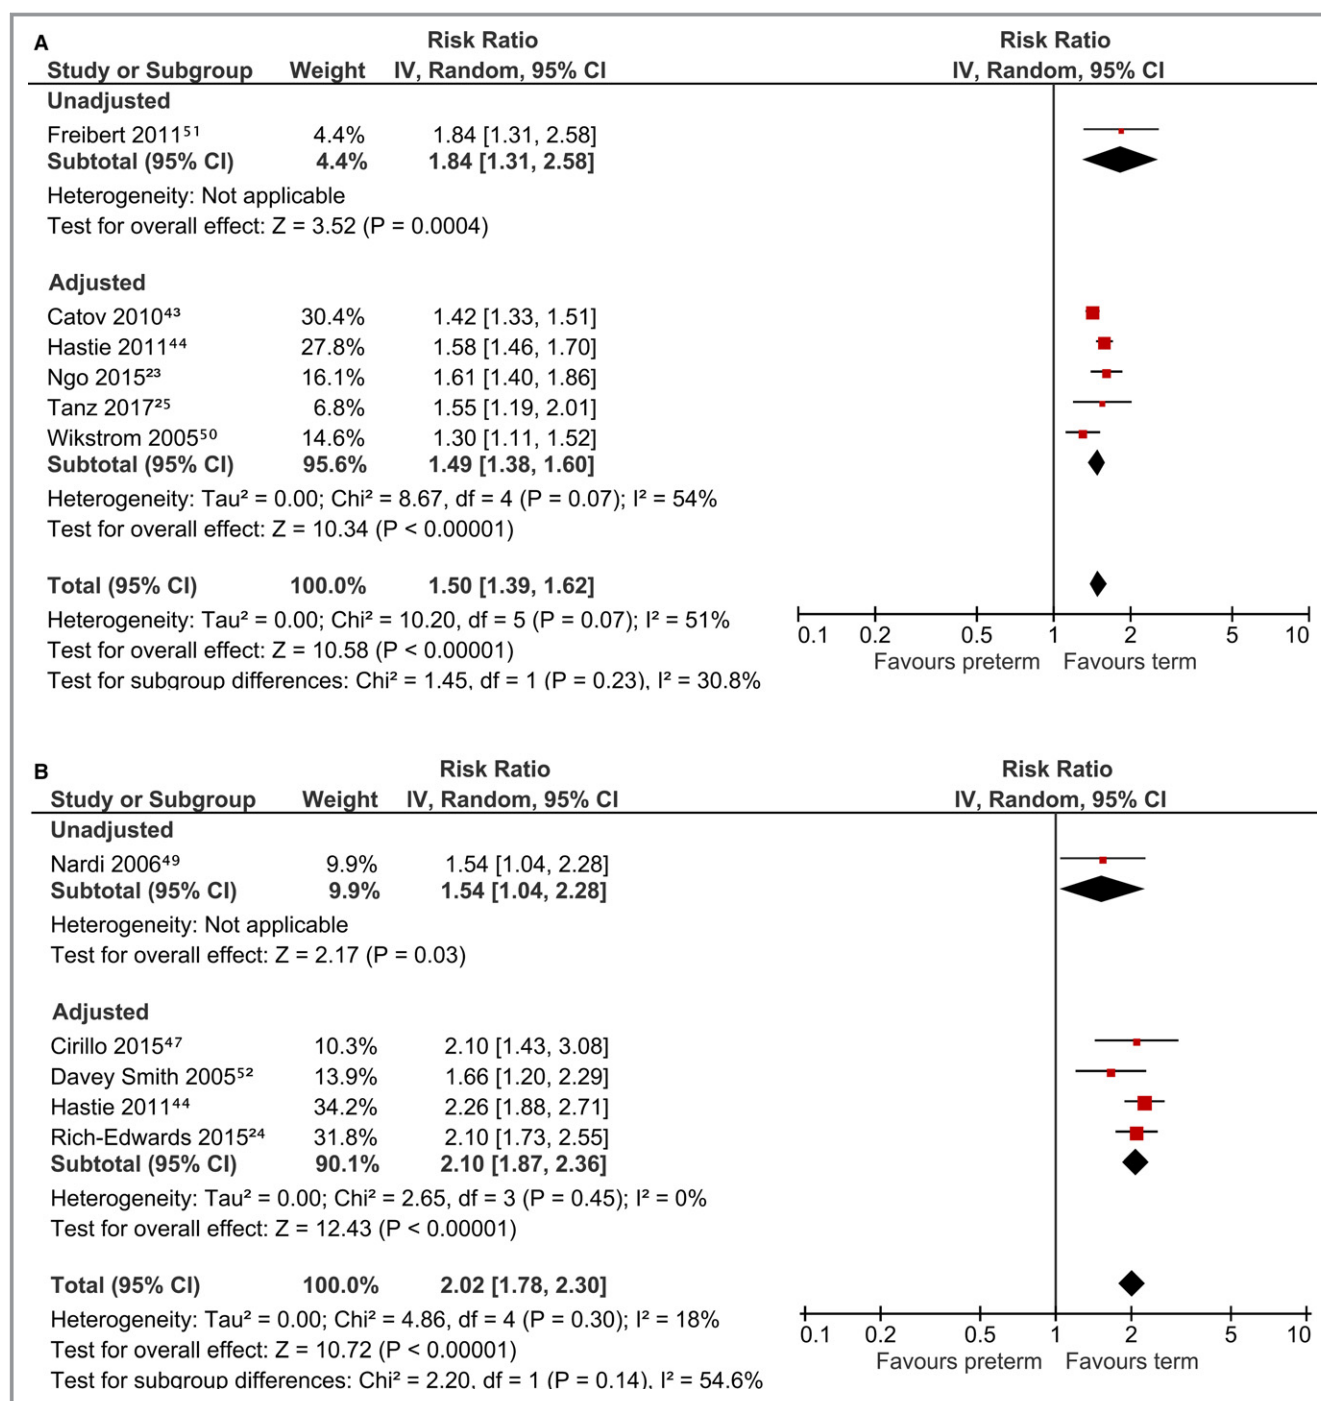 A
Risk Ratio Risk Ratio
Study or Subgroup Weight IV, Random, 95% CI IV, Random, 95% CI
Unadjusted
Freibert 2011⁵¹ 4.4% 1.84 [1.31, 2.58]
Subtotal (95% CI) 4.4% 1.84 [1.31, 2.58]
Heterogeneity: Not applicable
Test for overall effect: Z = 3.52 (P = 0.0004)
Adjusted
Catov 2010⁴³ 30.4% 1.42 [1.33, 1.51]
Hastie 2011⁴⁴ 27.8% 1.58 [1.46, 1.70]
Ngo 2015²³ 16.1% 1.61 [1.40, 1.86]
Tanz 2017²⁵ 6.8% 1.55 [1.19, 2.01]
Wikstrom 2005⁵⁰ 14.6% 1.30 [1.11, 1.52]
Subtotal (95% CI) 95.6% 1.49 [1.38, 1.60]
Heterogeneity: Tau² = 0.00; Chi² = 8.67, df = 4 (P = 0.07); I² = 54%
Test for overall effect: Z = 10.34 (P < 0.00001)
Total (95% CI) 100.0% 1.50 [1.39, 1.62]
Heterogeneity: Tau² = 0.00; Chi² = 10.20, df = 5 (P = 0.07); I² = 51%
Test for overall effect: Z = 10.58 (P < 0.00001)
Test for subgroup differences: Chi² = 1.45, df = 1 (P = 0.23), I² = 30.8%
0.1 0.2 0.5 1 2 5 10
Favours preterm Favours term
B
Risk Ratio Risk Ratio
Study or Subgroup Weight IV, Random, 95% CI IV, Random, 95% CI
Unadjusted
Nardi 2006⁴⁹ 9.9% 1.54 [1.04, 2.28]
Subtotal (95% CI) 9.9% 1.54 [1.04, 2.28]
Heterogeneity: Not applicable
Test for overall effect: Z = 2.17 (P = 0.03)
Adjusted
Cirillo 2015⁴⁷ 10.3% 2.10 [1.43, 3.08]
Davey Smith 2005⁵² 13.9% 1.66 [1.20, 2.29]
Hastie 2011⁴⁴ 34.2% 2.26 [1.88, 2.71]
Rich-Edwards 2015²⁴ 31.8% 2.10 [1.73, 2.55]
Subtotal (95% CI) 90.1% 2.10 [1.87, 2.36]
Heterogeneity: Tau² = 0.00; Chi² = 2.65, df = 3 (P = 0.45); I² = 0%
Test for overall effect: Z = 12.43 (P < 0.00001)
Total (95% CI) 100.0% 2.02 [1.78, 2.30]
Heterogeneity: Tau² = 0.00; Chi² = 4.86, df = 4 (P = 0.30); I² = 18%
Test for overall effect: Z = 10.72 (P < 0.00001)
Test for subgroup differences: Chi² = 2.20, df = 1 (P = 0.14), I² = 54.6%
0.1 0.2 0.5 1 2 5 10
Favours preterm Favours term